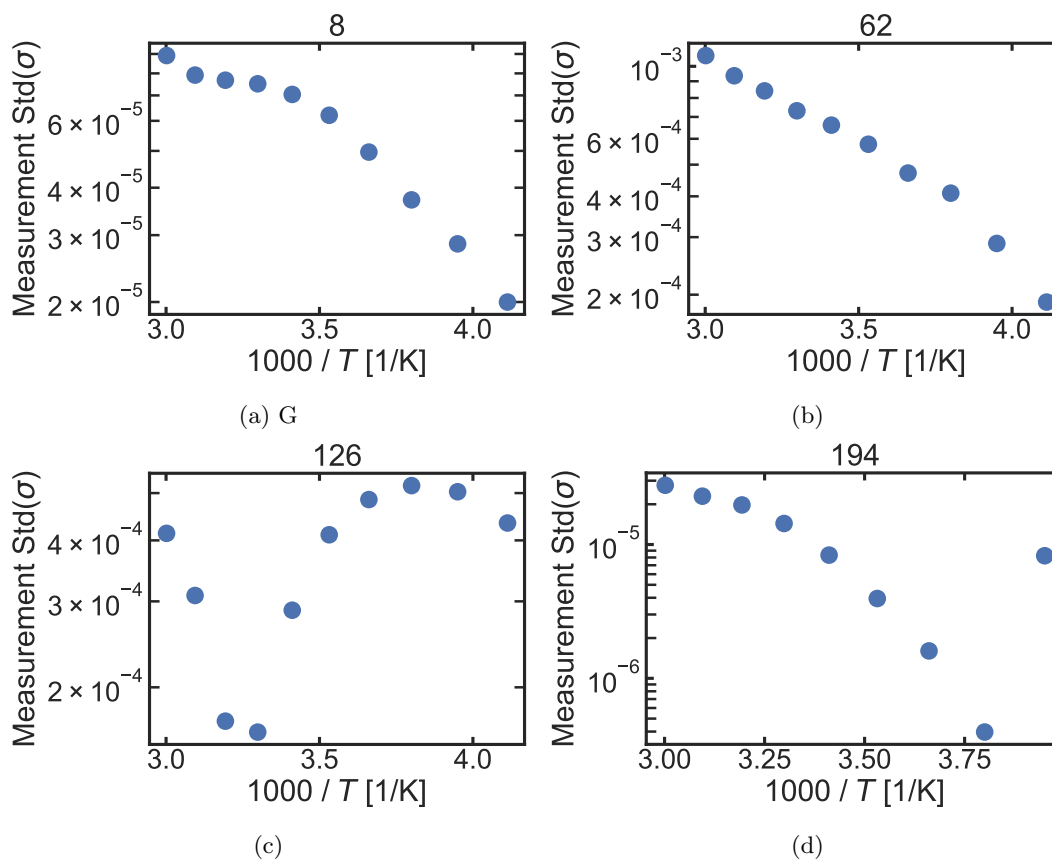 8
Measurement Std(σ)
6 × 10⁻⁵
4 × 10⁻⁵
3 × 10⁻⁵
2 × 10⁻⁵
3.0 3.5 4.0
1000 / T [1/K]
(a) G
62
Measurement Std(σ)
10⁻³
6 × 10⁻⁴
4 × 10⁻⁴
3 × 10⁻⁴
2 × 10⁻⁴
3.0 3.5 4.0
1000 / T [1/K]
(b)
126
Measurement Std(σ)
4 × 10⁻⁴
3 × 10⁻⁴
2 × 10⁻⁴
3.0 3.5 4.0
1000 / T [1/K]
(c)
194
Measurement Std(σ)
10⁻⁵
10⁻⁶
3.00 3.25 3.50 3.75
1000 / T [1/K]
(d)